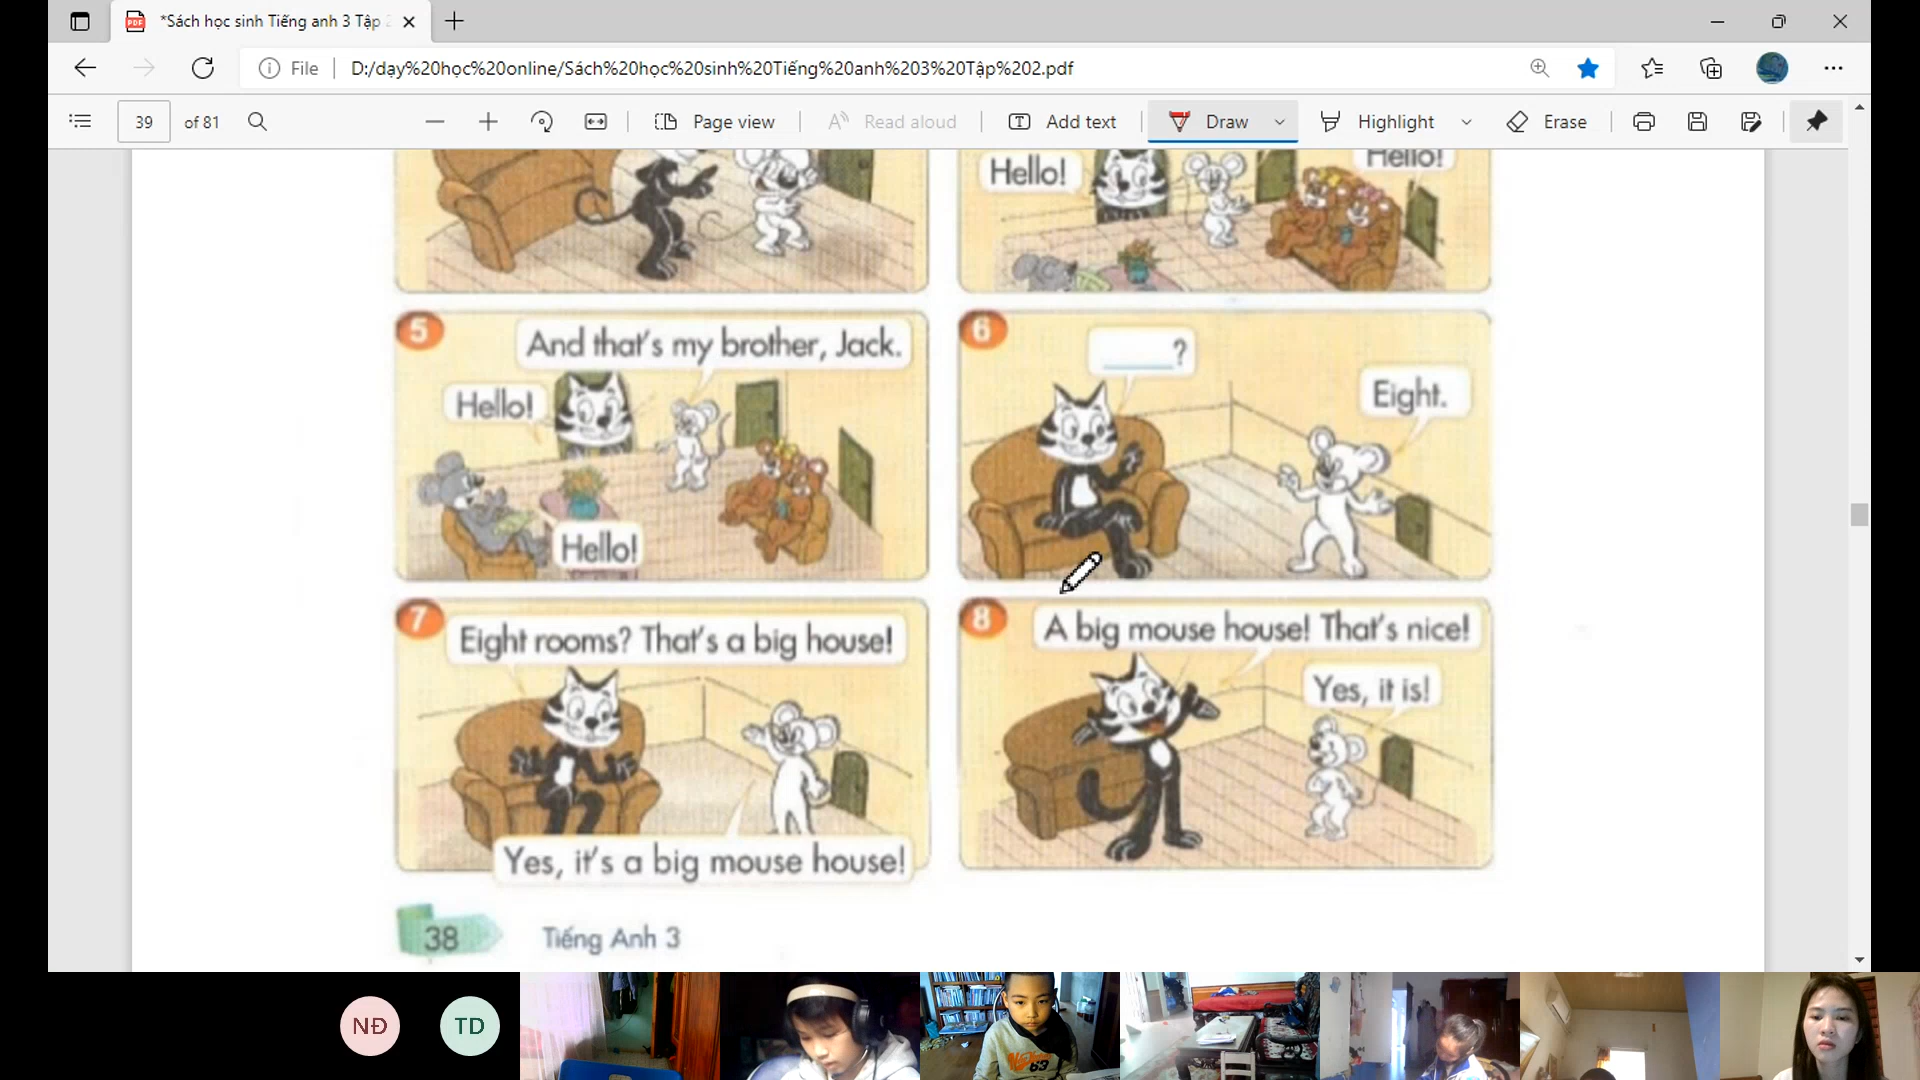 *Sách học sinh Tiếng anh 3 Tập 2
File
D:/dạy%20học%20online/Sách%20học%20sinh%20Tiếng%20anh%203%20Tập%202.pdf
39 of 81
Page view
Read aloud
Add text
Draw
Highlight
Erase
Hello!
Hello!
5
And that's my brother, Jack.
Hello!
Hello!
6
____?
Eight.
7
Eight rooms? That's a big house!
Yes, it's a big mouse house!
8
A big mouse house! That's nice!
Yes, it is!
38 Tiếng Anh 3
NĐ
TD